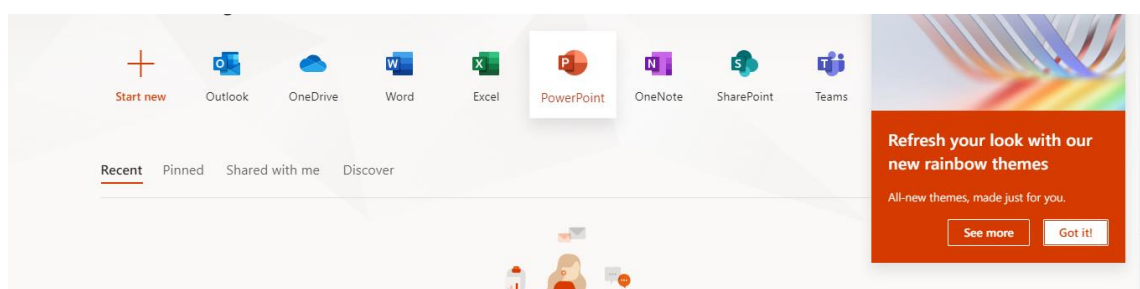 Start new Outlook OneDrive Word Excel PowerPoint OneNote SharePoint Teams
Recent Pinned Shared with me Discover
Refresh your look with our
new rainbow themes
All-new themes, made just for you.
See more Got it!